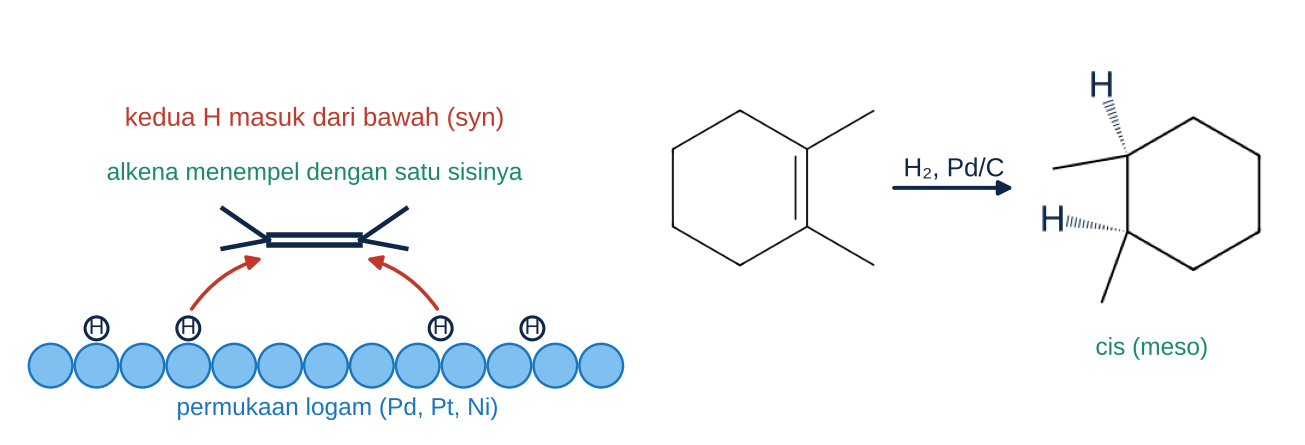 kedua H masuk dari bawah (syn)
alkena menempel dengan satu sisinya
H H H H
permukaan logam (Pd, Pt, Ni)
H₂, Pd/C
H
H
cis (meso)